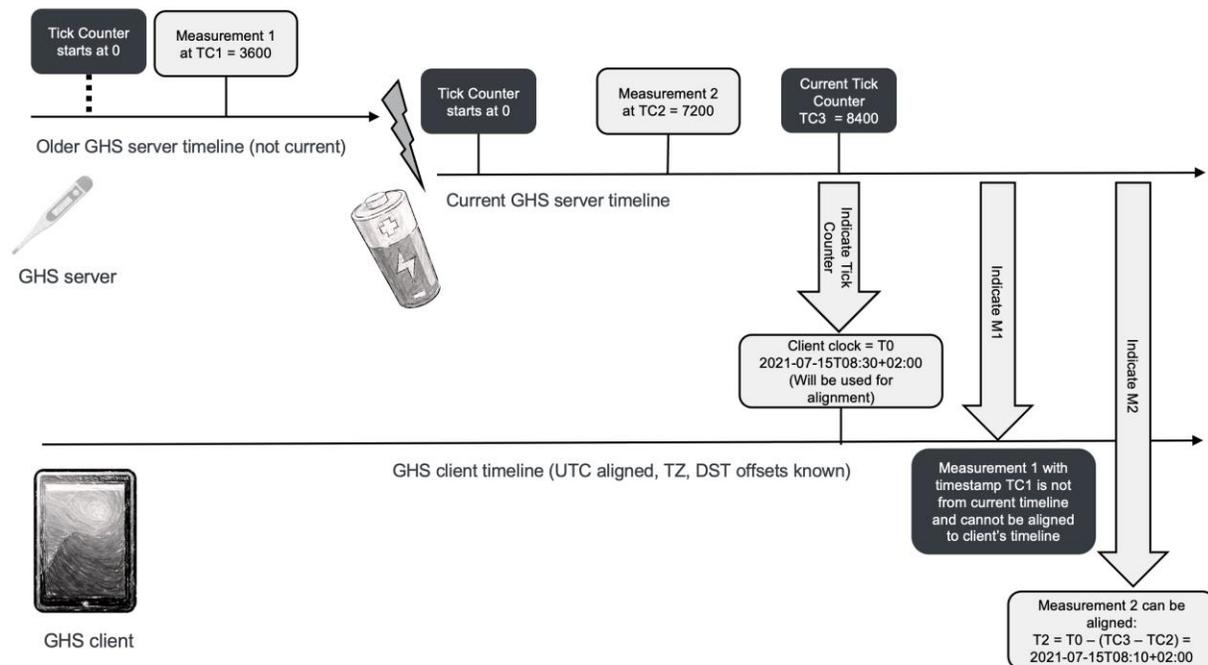 Tick Counter
starts at 0
Measurement 1
at TC1 = 3600
Older GHS server timeline (not current)
GHS server
Tick Counter
starts at 0
Measurement 2
at TC2 = 7200
Current Tick
Counter
TC3 = 8400
Current GHS server timeline
Indicate Tick
Counter
Indicate M1
Indicate M2
Client clock = T0
2021-07-15T08:30+02:00
(Will be used for
alignment)
GHS client timeline (UTC aligned, TZ, DST offsets known)
Measurement 1 with
timestamp TC1 is not
from current timeline
and cannot be aligned
to client's timeline
GHS client
Measurement 2 can be
aligned:
T2 = T0 – (TC3 – TC2) =
2021-07-15T08:10+02:00